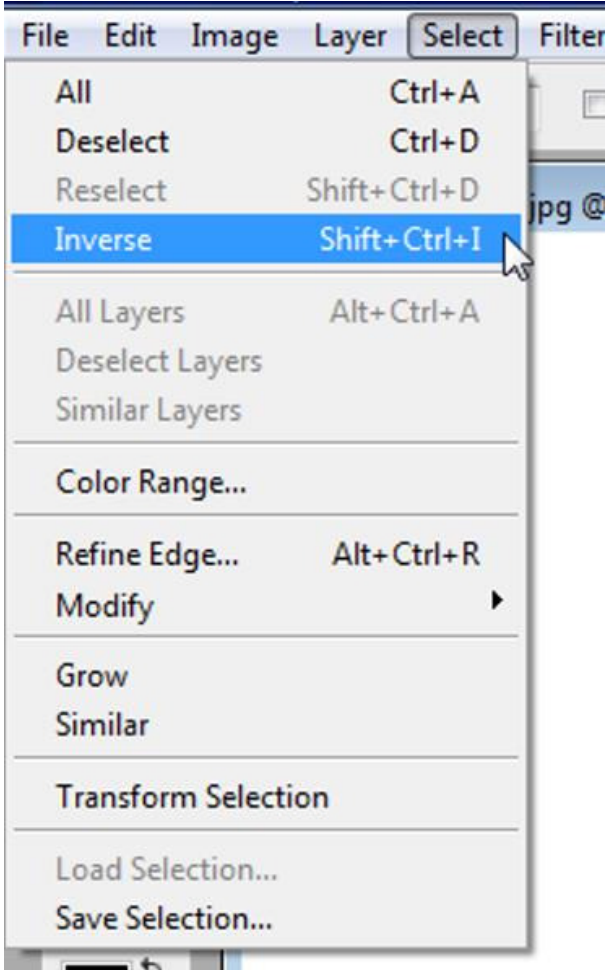 File Edit Image Layer Select Filter
All Ctrl+A
Deselect Ctrl+D
Reselect Shift+Ctrl+D
jpg @
Inverse Shift+Ctrl+I
All Layers Alt+Ctrl+A
Deselect Layers
Similar Layers
Color Range...
Refine Edge... Alt+Ctrl+R
Modify
Grow
Similar
Transform Selection
Load Selection...
Save Selection...